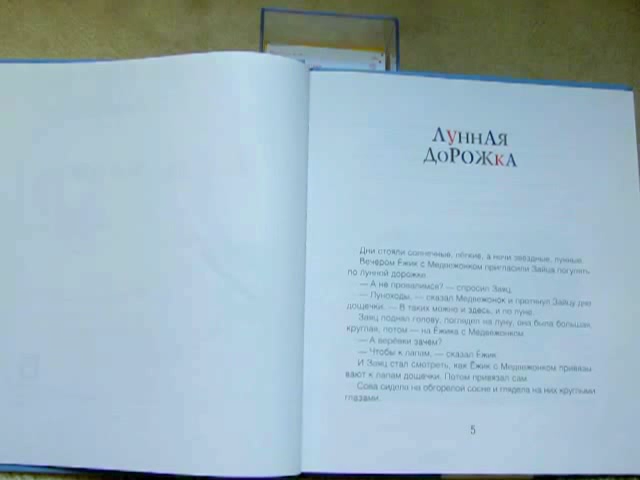 ЛуннАЯ
ДоРОЖкА
Дни стояли солнечные, лёгкие, а ночи звёздные, лунные.
Вечером Ёжик с Медвежонком пригласили Зайца погулять
по лунной дорожке.
— А не провалимся? — спросил Заяц.
— Луноходы, — сказал Медвежонок и протянул Зайцу две
дощечки. — В таких можно и здесь, и по луне.
Заяц поднял голову, поглядел на луну, она была большая,
круглая, потом — на Ёжика с Медвежонком.
— А верёвки зачем?
— Чтобы к лапам, — сказал Ёжик.
И Заяц стал смотреть, как Ёжик с Медвежонком привязы
вают к лапам дощечки. Потом привязал сам.
Сова сидела на обгорелой сосне и глядела на них круглыми
глазами.
5